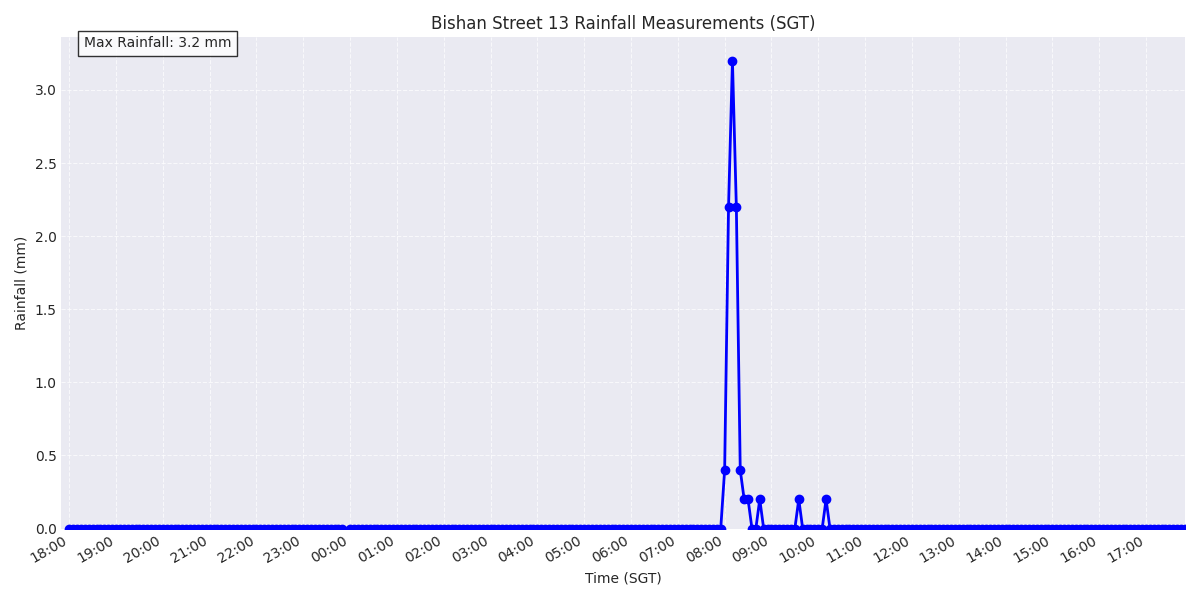 Bishan Street 13 Rainfall Measurements (SGT)
Max Rainfall: 3.2 mm
Rainfall (mm)
3.0
2.5
2.0
1.5
1.0
0.5
0.0
18:00 19:00 20:00 21:00 22:00 23:00 00:00 01:00 02:00 03:00 04:00 05:00 06:00 07:00 08:00 09:00 10:00 11:00 12:00 13:00 14:00 15:00 16:00 17:00
Time (SGT)